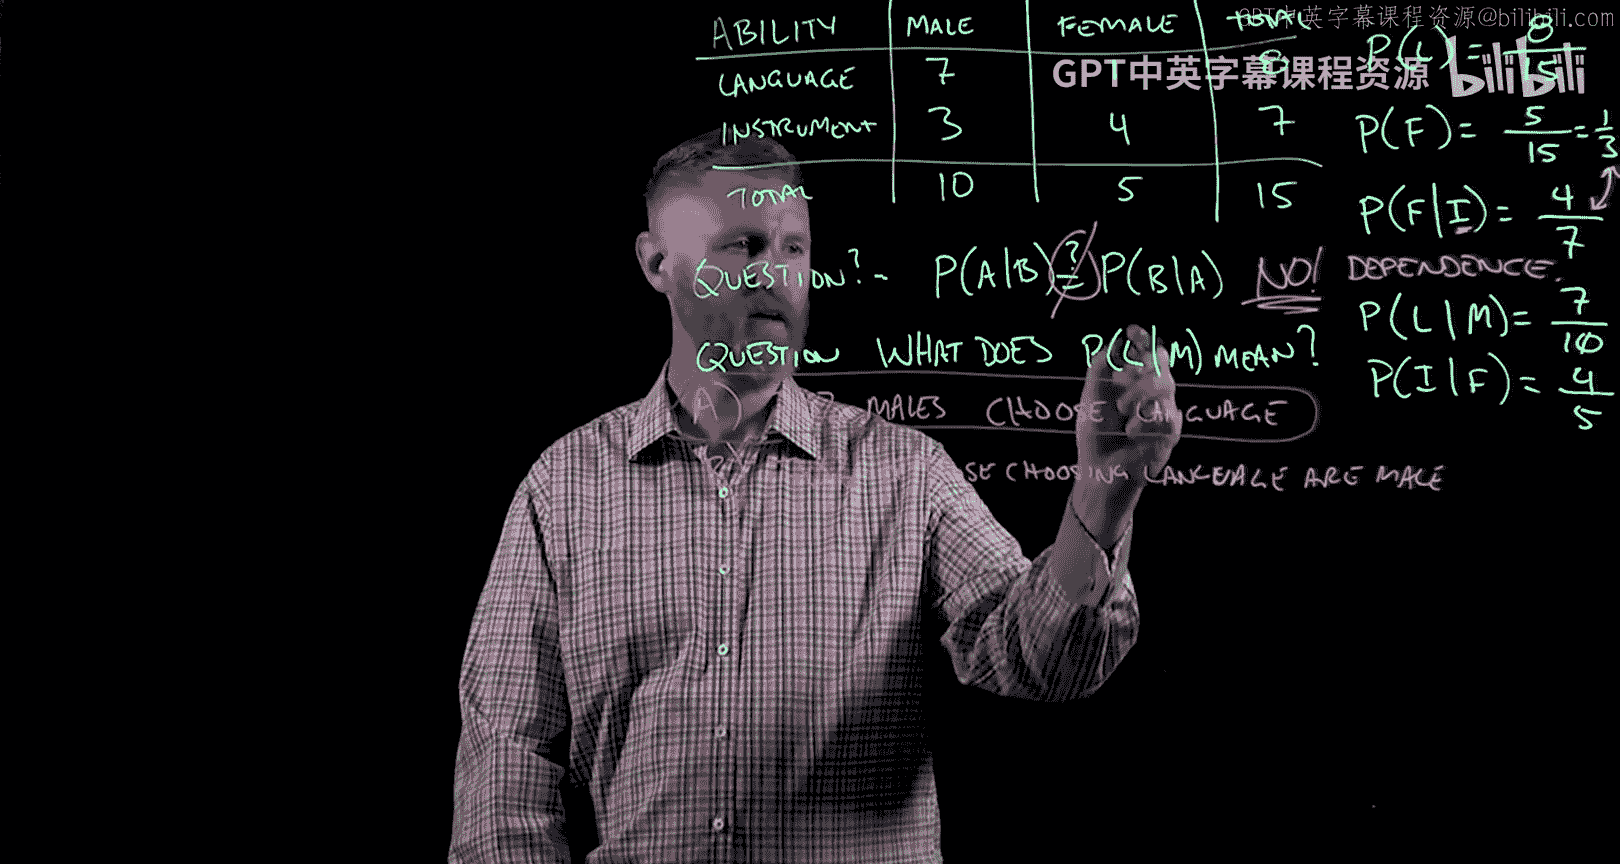 GPT中英字幕课程资源@bilibili.com
GPT中英字幕课程资源 bilibili
ABILITY MALE FEMALE TOTAL
LANGUAGE 7 8
INSTRUMENT 3 4 7
TOTAL 10 5 15
QUESTION? - P(A|B) ?= P(B|A) NO!
QUESTION WHAT DOES P(L|M) MEAN?
A) MALES CHOOSE LANGUAGE
CHOOSING LANGUAGE ARE MALE
P(L) = 8/15
P(F) = 5/15 = 1/3
P(F|I) = 4/7
DEPENDENCE.
P(L|M) = 7/10
P(I|F) = 4/5